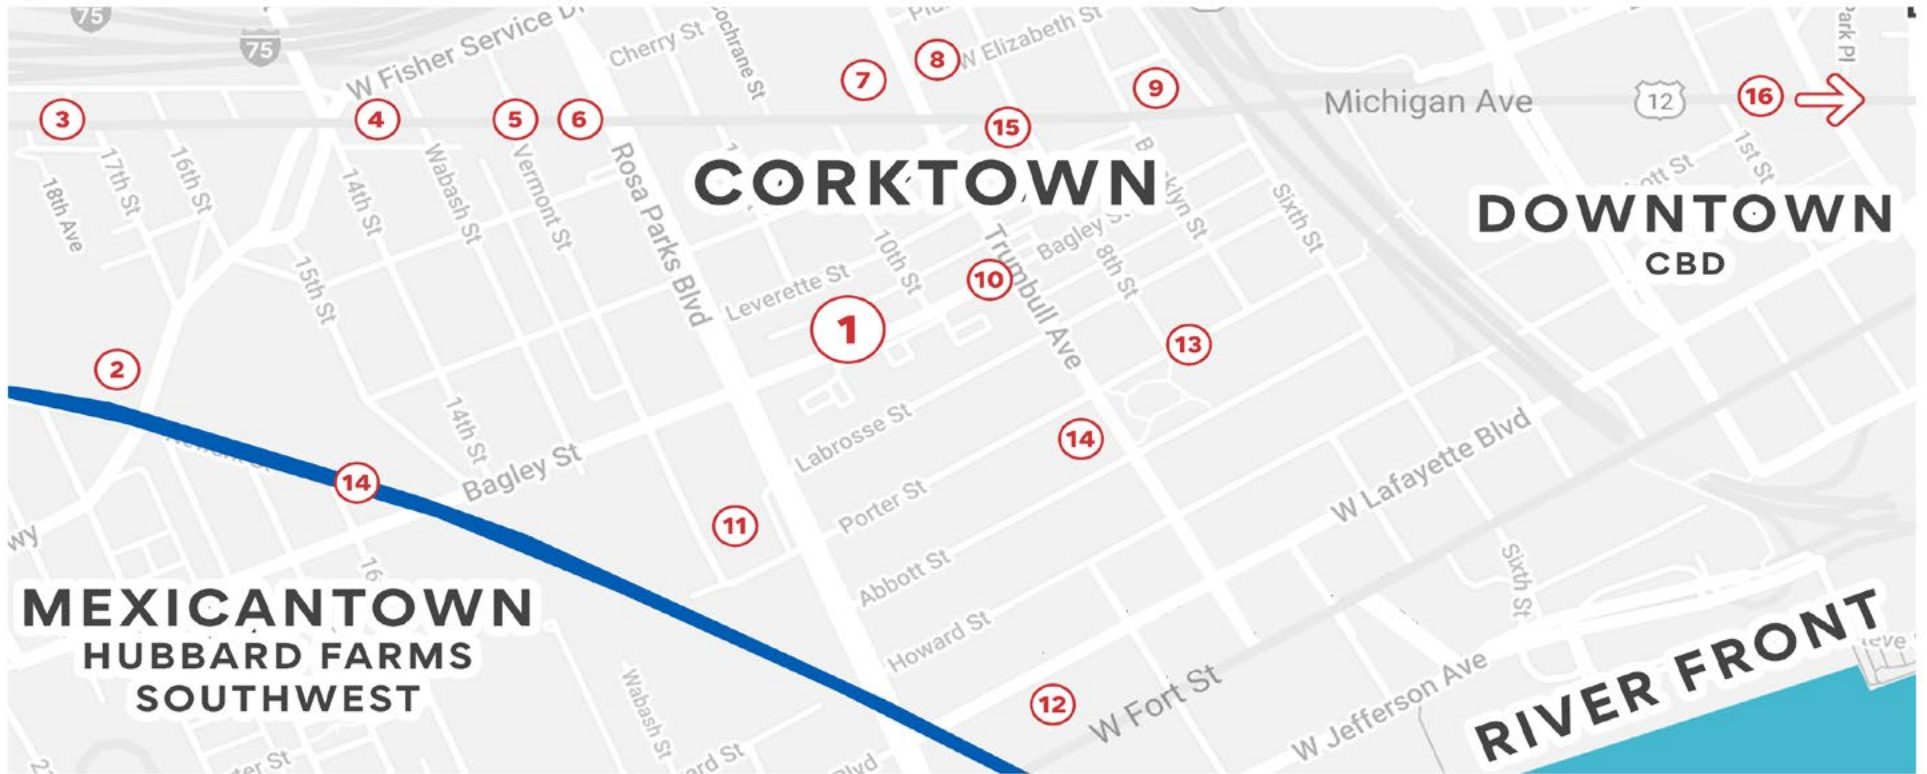 75
75
W Fisher Service
Cherry St
W Elizabeth St
7
8
9
3
4
5
6
15
Michigan Ave
12
16
CORKTOWN
18th Ave
17th St
16th St
14th St
Wabash St
Vermont St
Rosa Parks Blvd
1st St
DOWNTOWN
CBD
Sixth St
Bagley
8th St
10th St
Trumbull Ave
Leverette St
15th St
10
1
13
2
14th St
Labrosse St
14
Bagley St
14
W Lafayette Blvd
Porter St
11
Abbott St
Sixth St
MEXICANTOWN
HUBBARD FARMS
SOUTHWEST
Howard St
Wabash St
12
W Fort St
W Jefferson Ave
RIVER FRONT